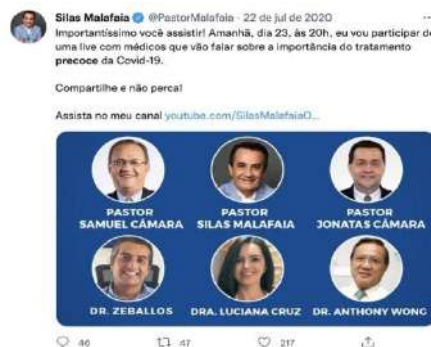 Silas Malafaia @PastorMalafaia · 22 de jul de 2020 ...
Importantíssimo você assistir! Amanhã, dia 23, às 20h, eu vou participar de
uma live com médicos que vão falar sobre a importância do tratamento
precoce da Covid-19.
Compartilhe e não perca!
Assista no meu canal youtube.com/SilasMalafaiaO...
PASTOR SAMUEL CÂMARA
PASTOR SILAS MALAFAIA
PASTOR JONATAS CÂMARA
DR. ZEBALLOS
DRA. LUCIANA CRUZ
DR. ANTHONY WONG
46 47 217